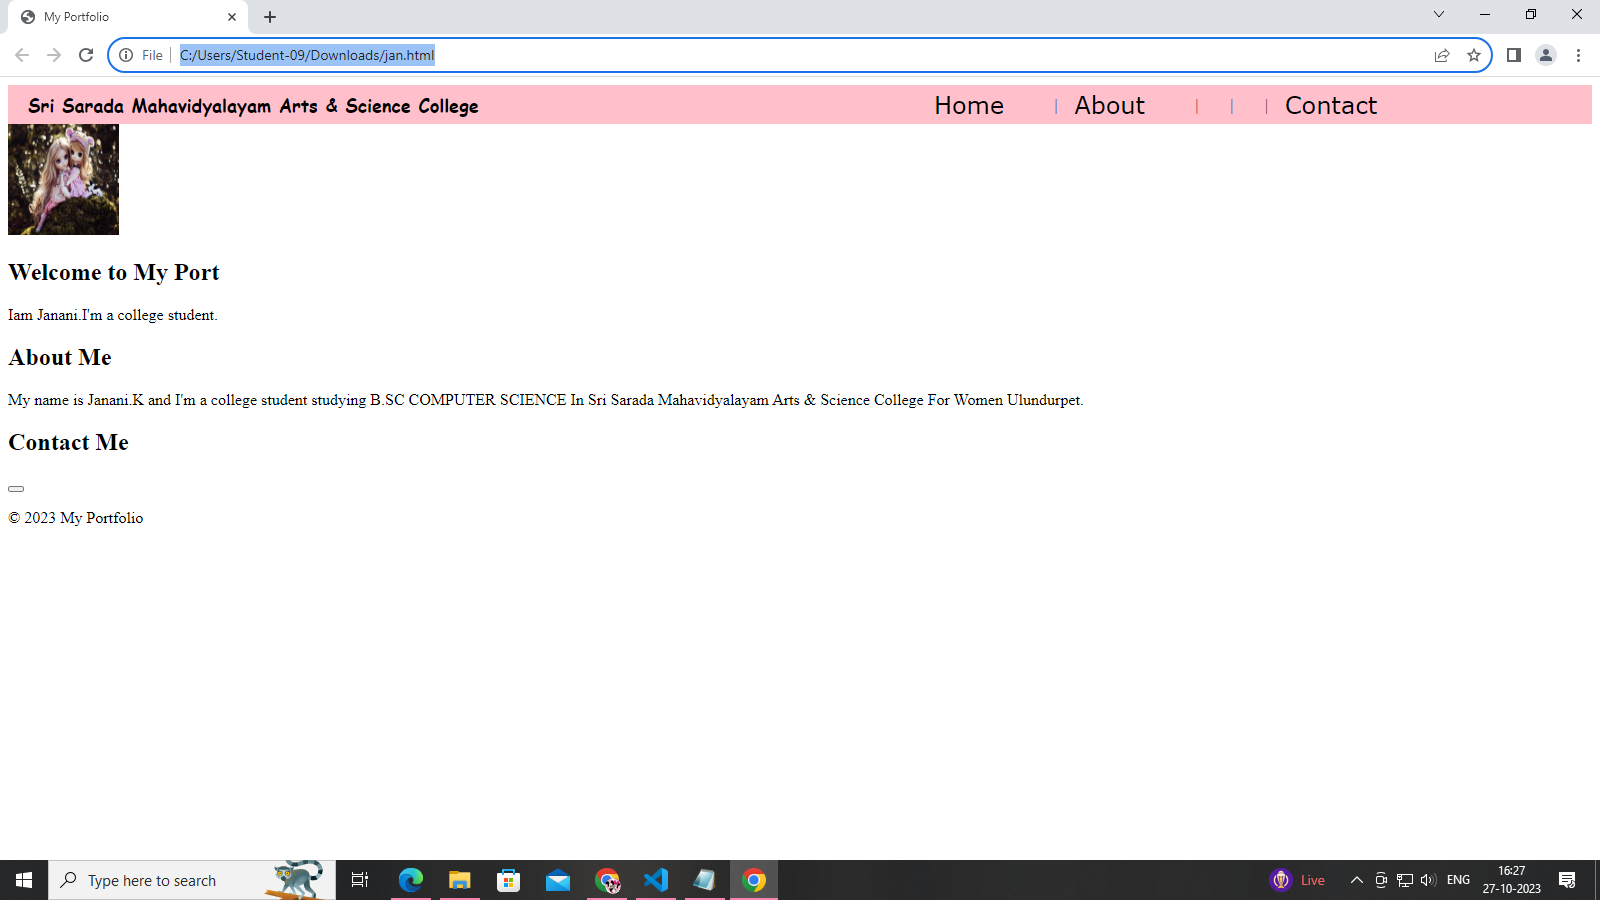 My Portfolio
File
C:/Users/Student-09/Downloads/jan.html
Sri Sarada Mahavidyalayam Arts & Science College
Home | About | | | Contact
Welcome to My Port
Iam Janani.I'm a college student.
About Me
My name is Janani.K and I'm a college student studying B.SC COMPUTER SCIENCE In Sri Sarada Mahavidyalayam Arts & Science College For Women Ulundurpet.
Contact Me
© 2023 My Portfolio
Type here to search
Live
ENG
16:27
27-10-2023